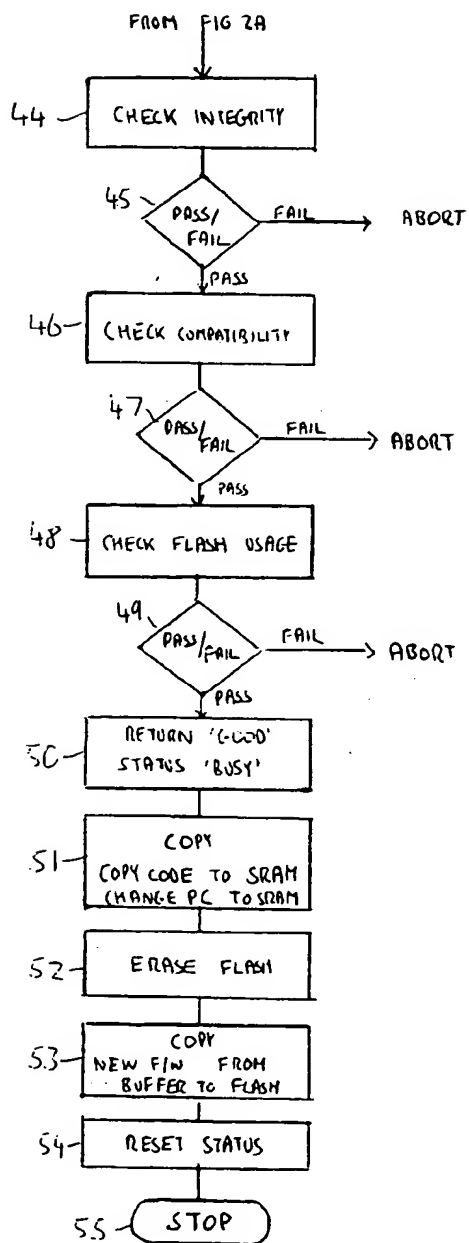 FROM FIG 2A
44 CHECK INTEGRITY
45 PASS/
FAIL FAIL ABORT
PASS
46 CHECK COMPATIBILITY
47 PASS/
FAIL FAIL ABORT
PASS
48 CHECK FLASH USAGE
49 PASS/
FAIL FAIL ABORT
PASS
50 RETURN 'GOOD'
STATUS 'BUSY'
51 COPY
COPY CODE TO SRAM
CHANGE PC TO SRAM
52 ERASE FLASH
53 COPY
NEW F/W FROM
BUFFER TO FLASH
54 RESET STATUS
55 STOP